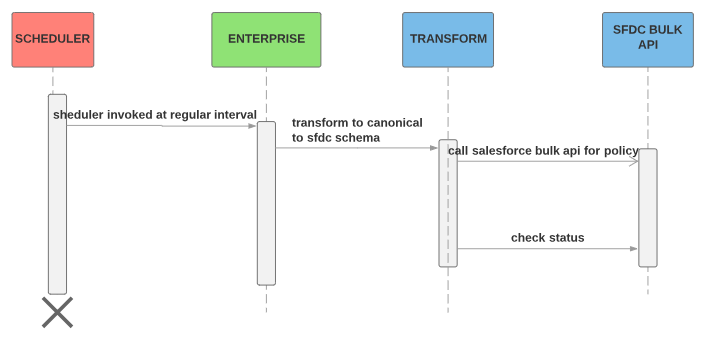 SCHEDULER
ENTERPRISE
TRANSFORM
SFDC BULK
API
sheduler invoked at regular interval
transform to canonical
to sfdc schema
call salesforce bulk api for policy
check status